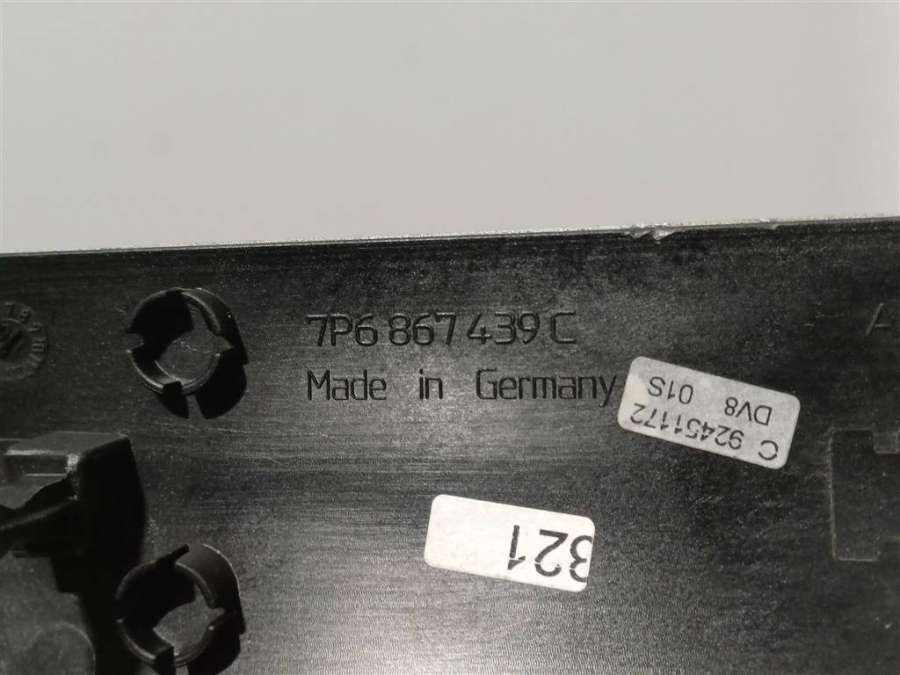 7P6 867 439 C
Made in Germany
C 92451172
DV8 01S
321
A